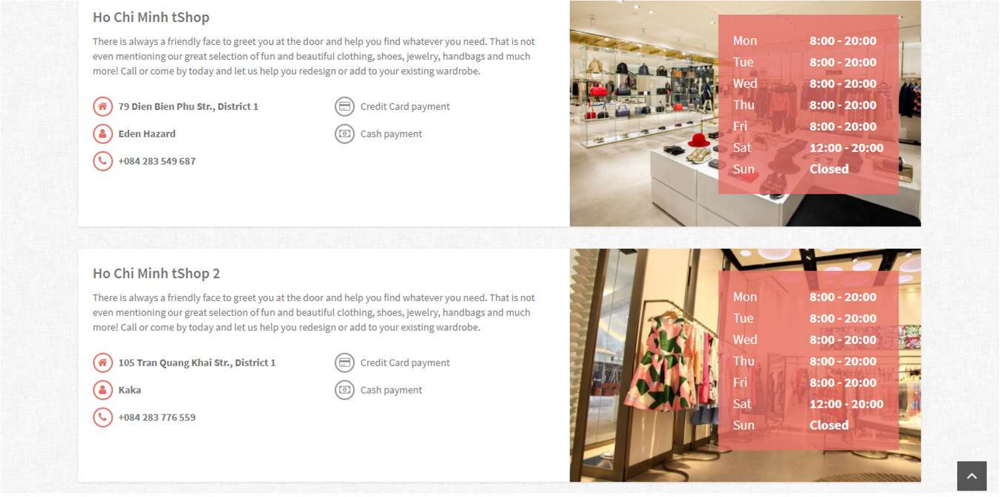 Ho Chi Minh tShop
There is always a friendly face to greet you at the door and help you find whatever you need. That is not
even mentioning our great selection of fun and beautiful clothing, shoes, jewelry, handbags and much
more! Call or come by today and let us help you redesign or add to your existing wardrobe.
79 Dien Bien Phu Str., District 1
Credit Card payment
Eden Hazard
Cash payment
+084 283 549 687
Mon 8:00 - 20:00
Tue 8:00 - 20:00
Wed 8:00 - 20:00
Thu 8:00 - 20:00
Fri 8:00 - 20:00
Sat 12:00 - 20:00
Sun Closed
Ho Chi Minh tShop 2
There is always a friendly face to greet you at the door and help you find whatever you need. That is not
even mentioning our great selection of fun and beautiful clothing, shoes, jewelry, handbags and much
more! Call or come by today and let us help you redesign or add to your existing wardrobe.
105 Tran Quang Khai Str., District 1
Credit Card payment
Kaka
Cash payment
+084 283 776 559
Mon 8:00 - 20:00
Tue 8:00 - 20:00
Wed 8:00 - 20:00
Thu 8:00 - 20:00
Fri 8:00 - 20:00
Sat 12:00 - 20:00
Sun Closed